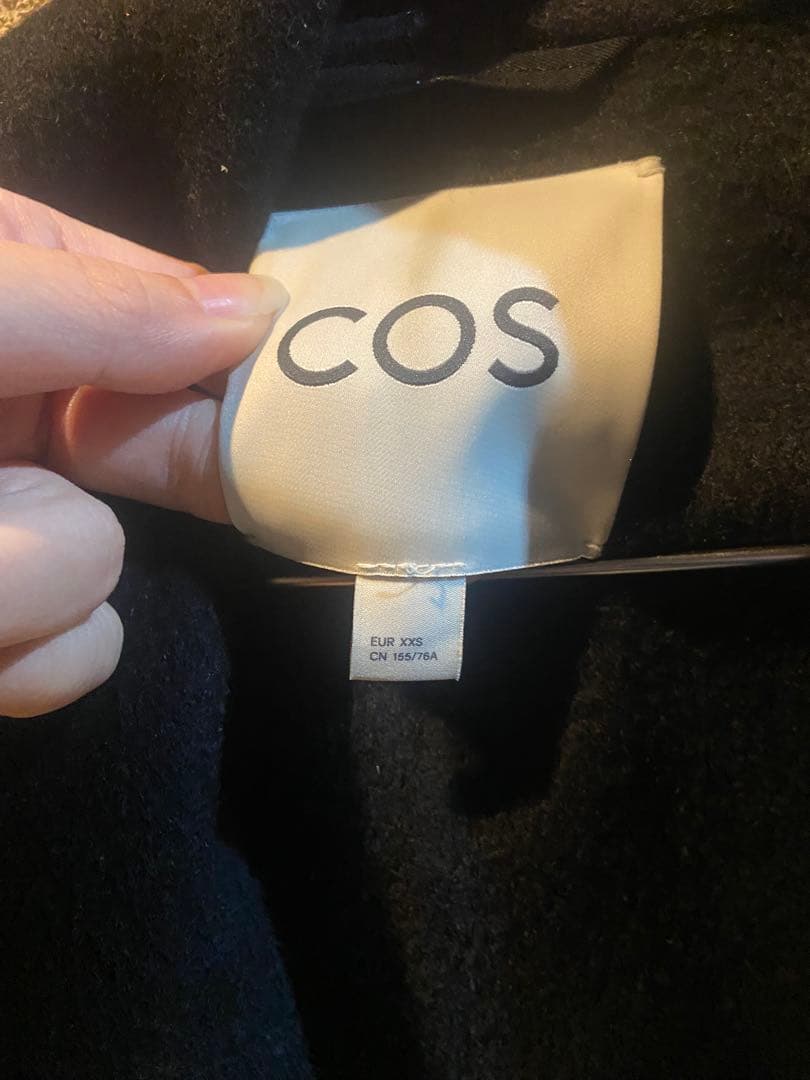 COS
EUR XXS
CN 155/76A